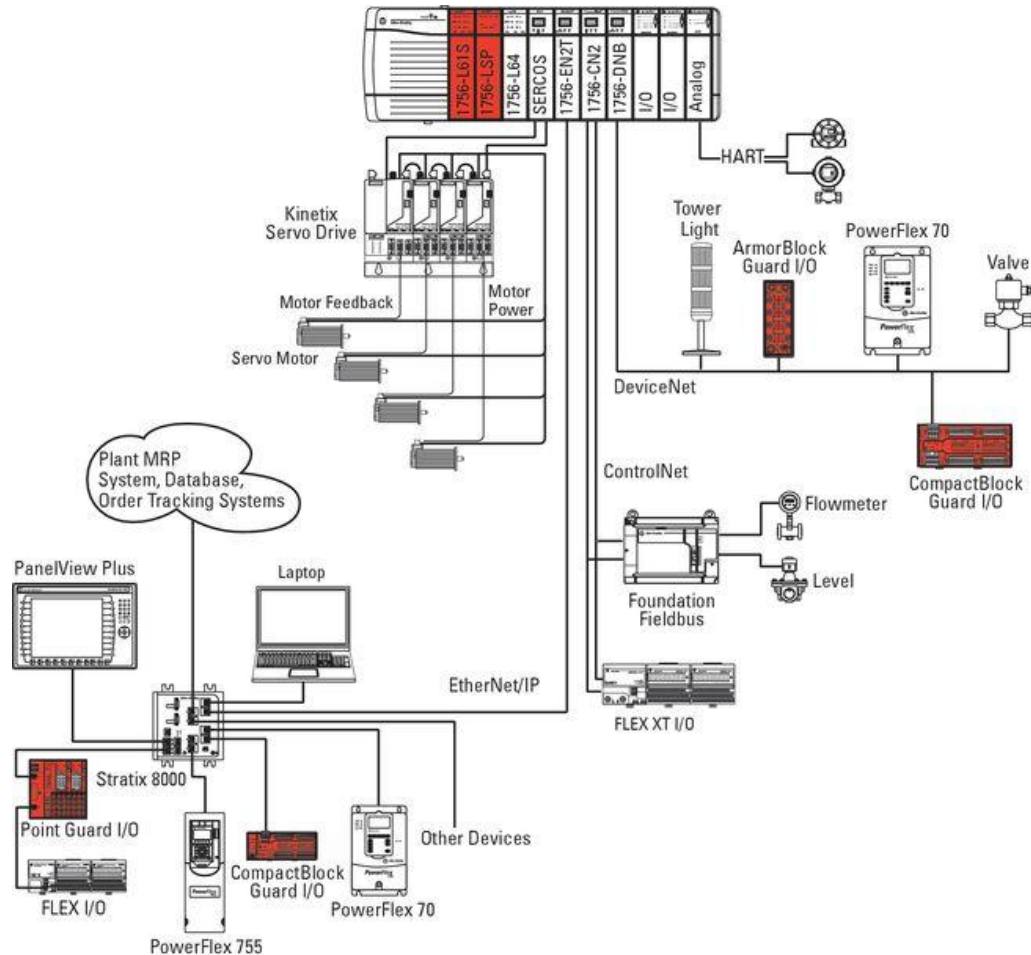 1756-L61S
1756-LSP
1756-L64
SERCOS
1756-EN2T
1756-CN2
1756-DNB
I/O
I/O
Analog
HART
Kinetix
Servo Drive
Tower
Light
ArmorBlock
Guard I/O
PowerFlex 70
Valve
Motor Feedback
Motor
Power
Servo Motor
PowerFlex
DeviceNet
CompactBlock
Guard I/O
Plant MRP
System, Database,
Order Tracking Systems
ControlNet
Flowmeter
Level
Foundation
Fieldbus
PanelView Plus
Laptop
EtherNet/IP
FLEX XT I/O
Stratix 8000
Point Guard I/O
Other Devices
CompactBlock
Guard I/O
PowerFlex
PowerFlex
FLEX I/O
PowerFlex 70
PowerFlex 755